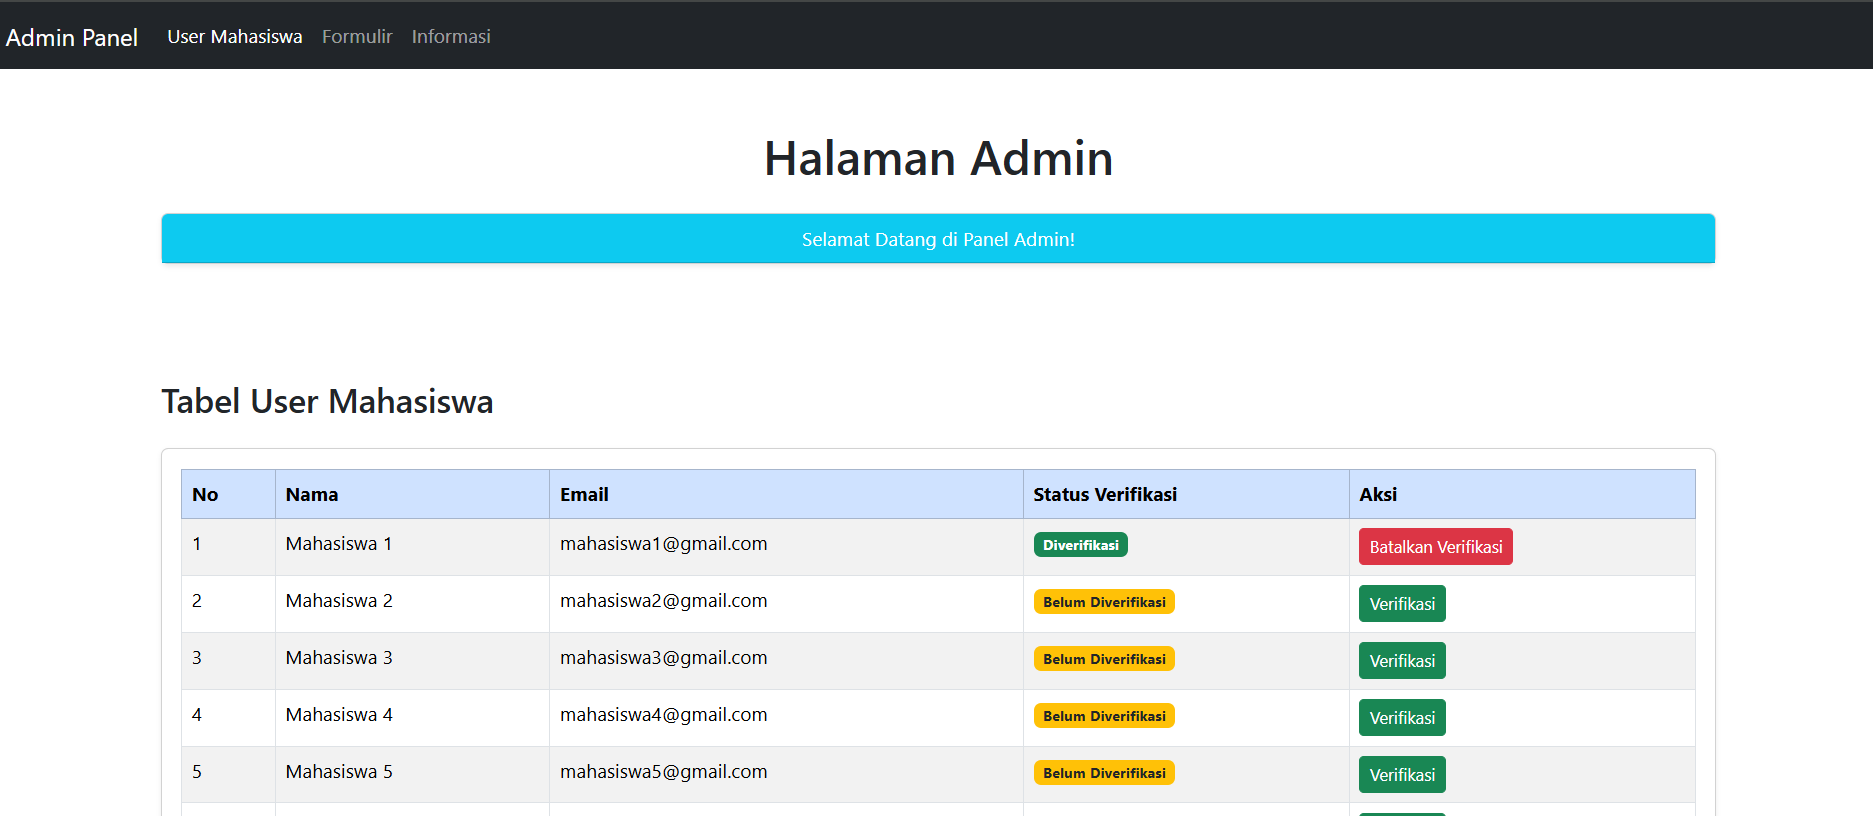 Admin Panel User Mahasiswa Formulir Informasi
Halaman Admin
Selamat Datang di Panel Admin!
Tabel User Mahasiswa
No Nama Email Status Verifikasi Aksi
1 Mahasiswa 1 mahasiswa1@gmail.com Diverifikasi Batalkan Verifikasi
2 Mahasiswa 2 mahasiswa2@gmail.com Belum Diverifikasi Verifikasi
3 Mahasiswa 3 mahasiswa3@gmail.com Belum Diverifikasi Verifikasi
4 Mahasiswa 4 mahasiswa4@gmail.com Belum Diverifikasi Verifikasi
5 Mahasiswa 5 mahasiswa5@gmail.com Belum Diverifikasi Verifikasi